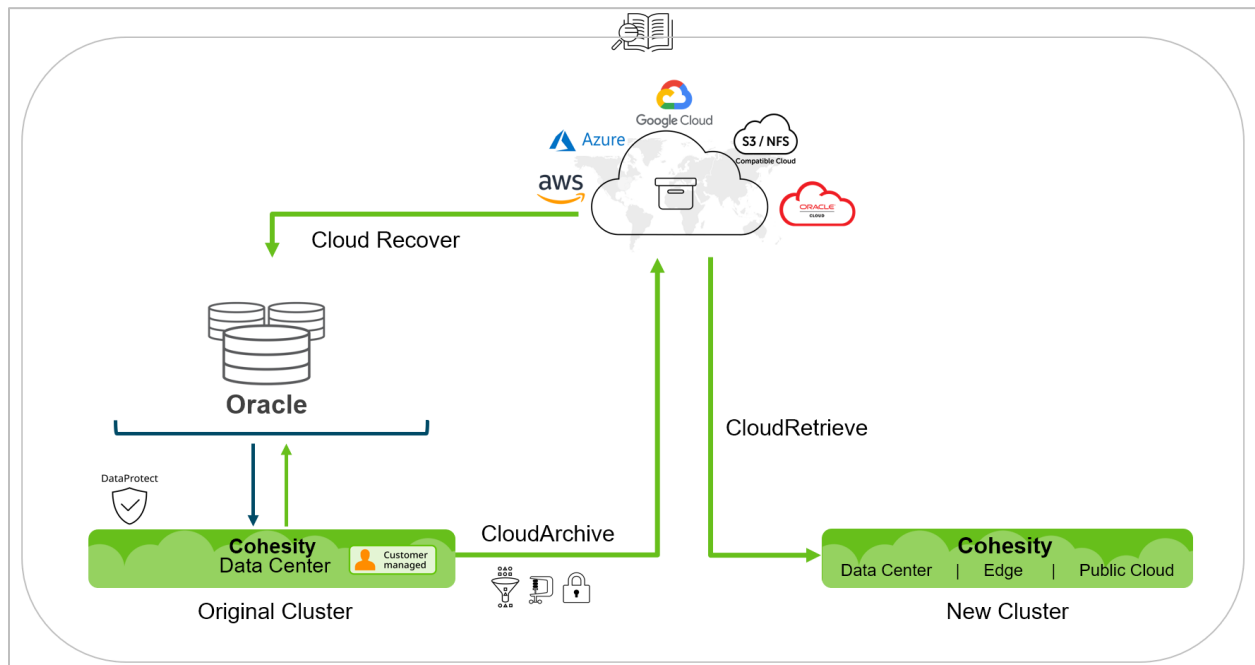 Google Cloud
Azure
S3 / NFS
Compatible Cloud
aws
ORACLE
CLOUD
Cloud Recover
Oracle
CloudRetrieve
DataProtect
Cohesity
Data Center
Customer
managed
CloudArchive
Original Cluster
Cohesity
Data Center | Edge | Public Cloud
New Cluster